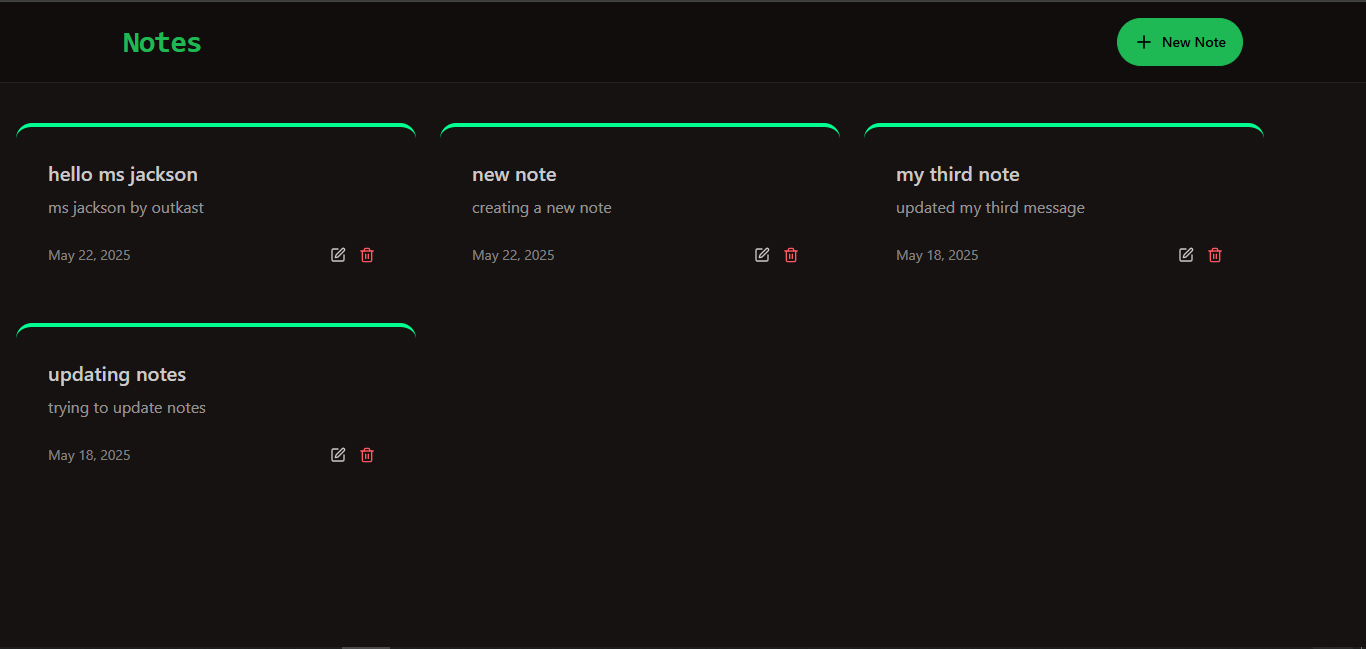 Notes
New Note
hello ms jackson
ms jackson by outkast
May 22, 2025
new note
creating a new note
May 22, 2025
my third note
updated my third message
May 18, 2025
updating notes
trying to update notes
May 18, 2025